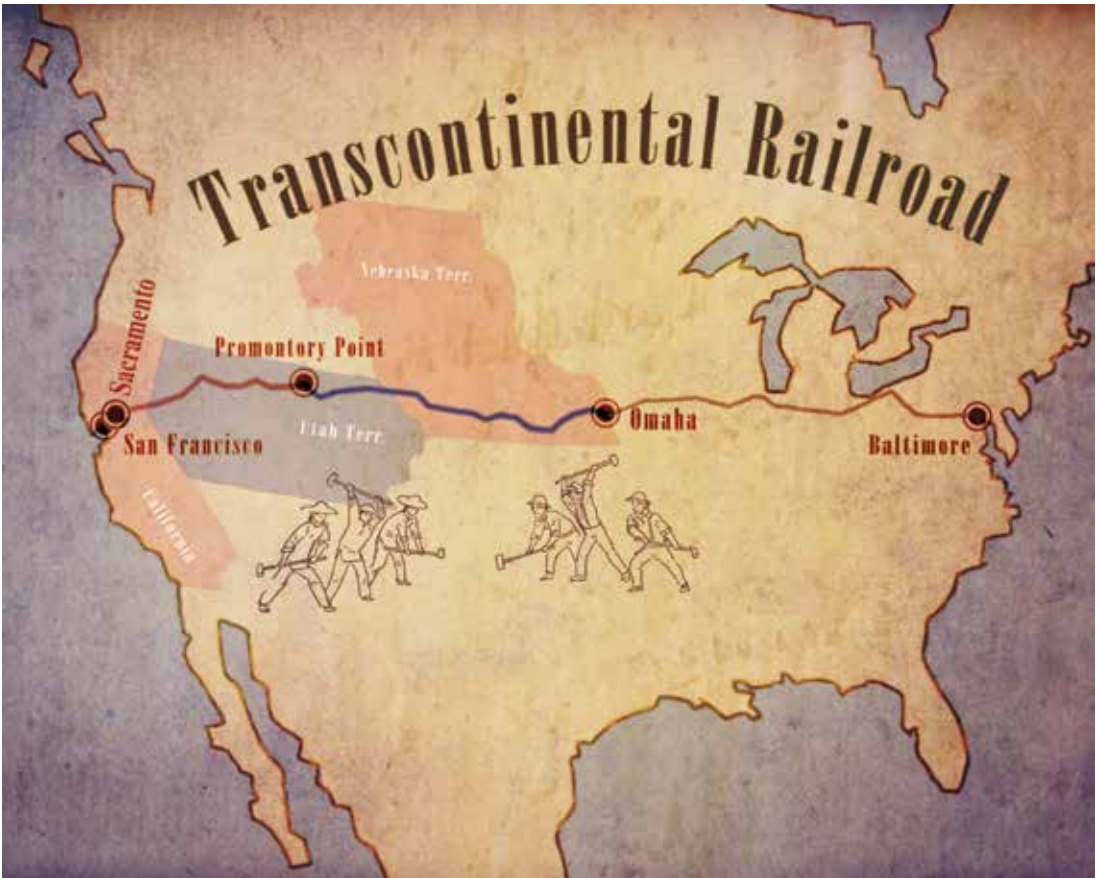 Transcontinental Railroad
Nebraska Terr.
Sacramento
Promontory Point
Omaha
Utah Terr.
San Francisco
Baltimore
California